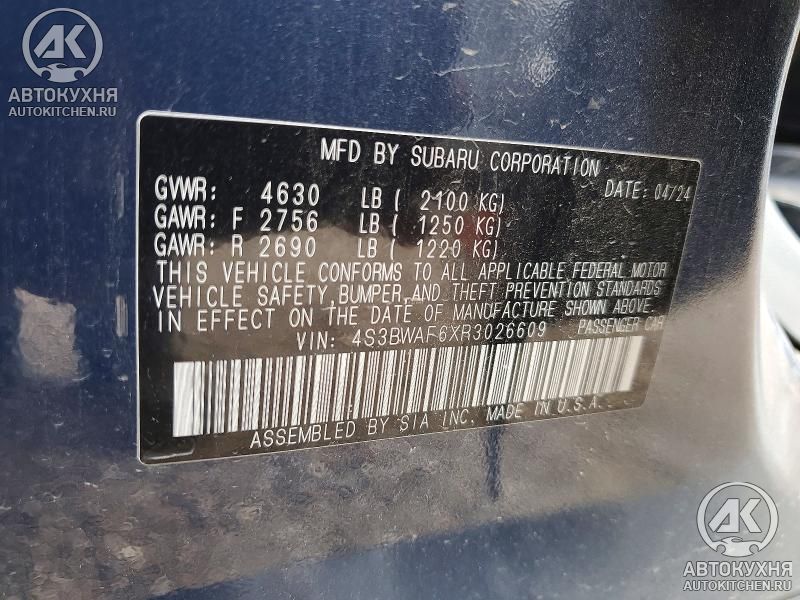 АК
АВТОКУХНЯ
AUTOKITCHEN.RU
MFD BY SUBARU CORPORATION
DATE: 04/24
GVWR: 4630 LB ( 2100 KG)
GAWR: F 2756 LB ( 1250 KG)
GAWR: R 2690 LB ( 1220 KG)
THIS VEHICLE CONFORMS TO ALL APPLICABLE FEDERAL MOTOR
VEHICLE SAFETY, BUMPER, AND THEFT PREVENTION STANDARDS
IN EFFECT ON THE DATE OF MANUFACTURE SHOWN ABOVE.
VIN: 4S3BWAF6XR3026609 PASSENGER CAR
ASSEMBLED BY SIA INC. MADE IN U.S.A.
АК
АВТОКУХНЯ
AUTOKITCHEN.RU